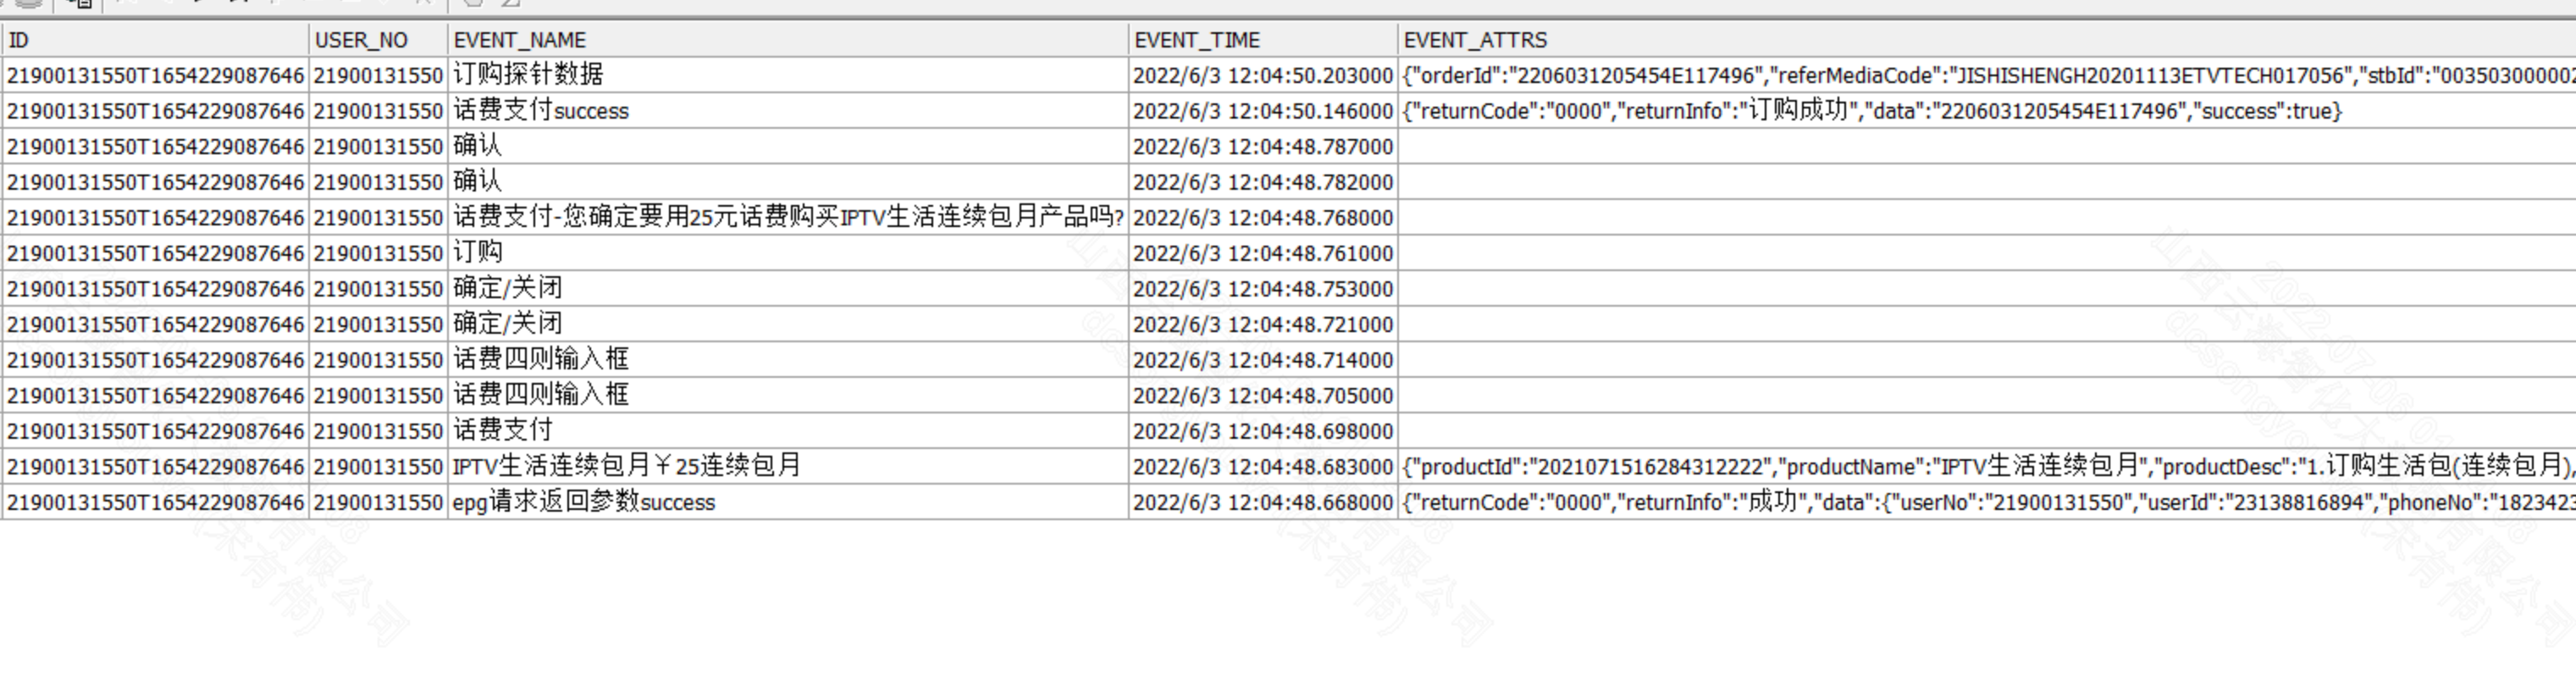 ID USER_NO EVENT_NAME EVENT_TIME EVENT_ATTRS
21900131550T1654229087646 21900131550 订购探针数据 2022/6/3 12:04:50.203000 {"orderId":"2206031205454E117496","referMediaCode":"JISHISHENGH20201113ETVTECH017056","stbId":"003503000002
21900131550T1654229087646 21900131550 话费支付success 2022/6/3 12:04:50.146000 {"returnCode":"0000","returnInfo":"订购成功","data":"2206031205454E117496","success":true}
21900131550T1654229087646 21900131550 确认 2022/6/3 12:04:48.787000
21900131550T1654229087646 21900131550 确认 2022/6/3 12:04:48.782000
21900131550T1654229087646 21900131550 话费支付-您确定要用25元话费购买IPTV生活连续包月产品吗? 2022/6/3 12:04:48.768000
21900131550T1654229087646 21900131550 订购 2022/6/3 12:04:48.761000
21900131550T1654229087646 21900131550 确定/关闭 2022/6/3 12:04:48.753000
21900131550T1654229087646 21900131550 确定/关闭 2022/6/3 12:04:48.721000
21900131550T1654229087646 21900131550 话费四则输入框 2022/6/3 12:04:48.714000
21900131550T1654229087646 21900131550 话费四则输入框 2022/6/3 12:04:48.705000
21900131550T1654229087646 21900131550 话费支付 2022/6/3 12:04:48.698000
21900131550T1654229087646 21900131550 IPTV生活连续包月￥25连续包月 2022/6/3 12:04:48.683000 {"productId":"2021071516284312222","productName":"IPTV生活连续包月","productDesc":"1.订购生活包(连续包月),
21900131550T1654229087646 21900131550 epg请求返回参数success 2022/6/3 12:04:48.668000 {"returnCode":"0000","returnInfo":"成功","data":{"userNo":"21900131550","userId":"23138816894","phoneNo":"1823423